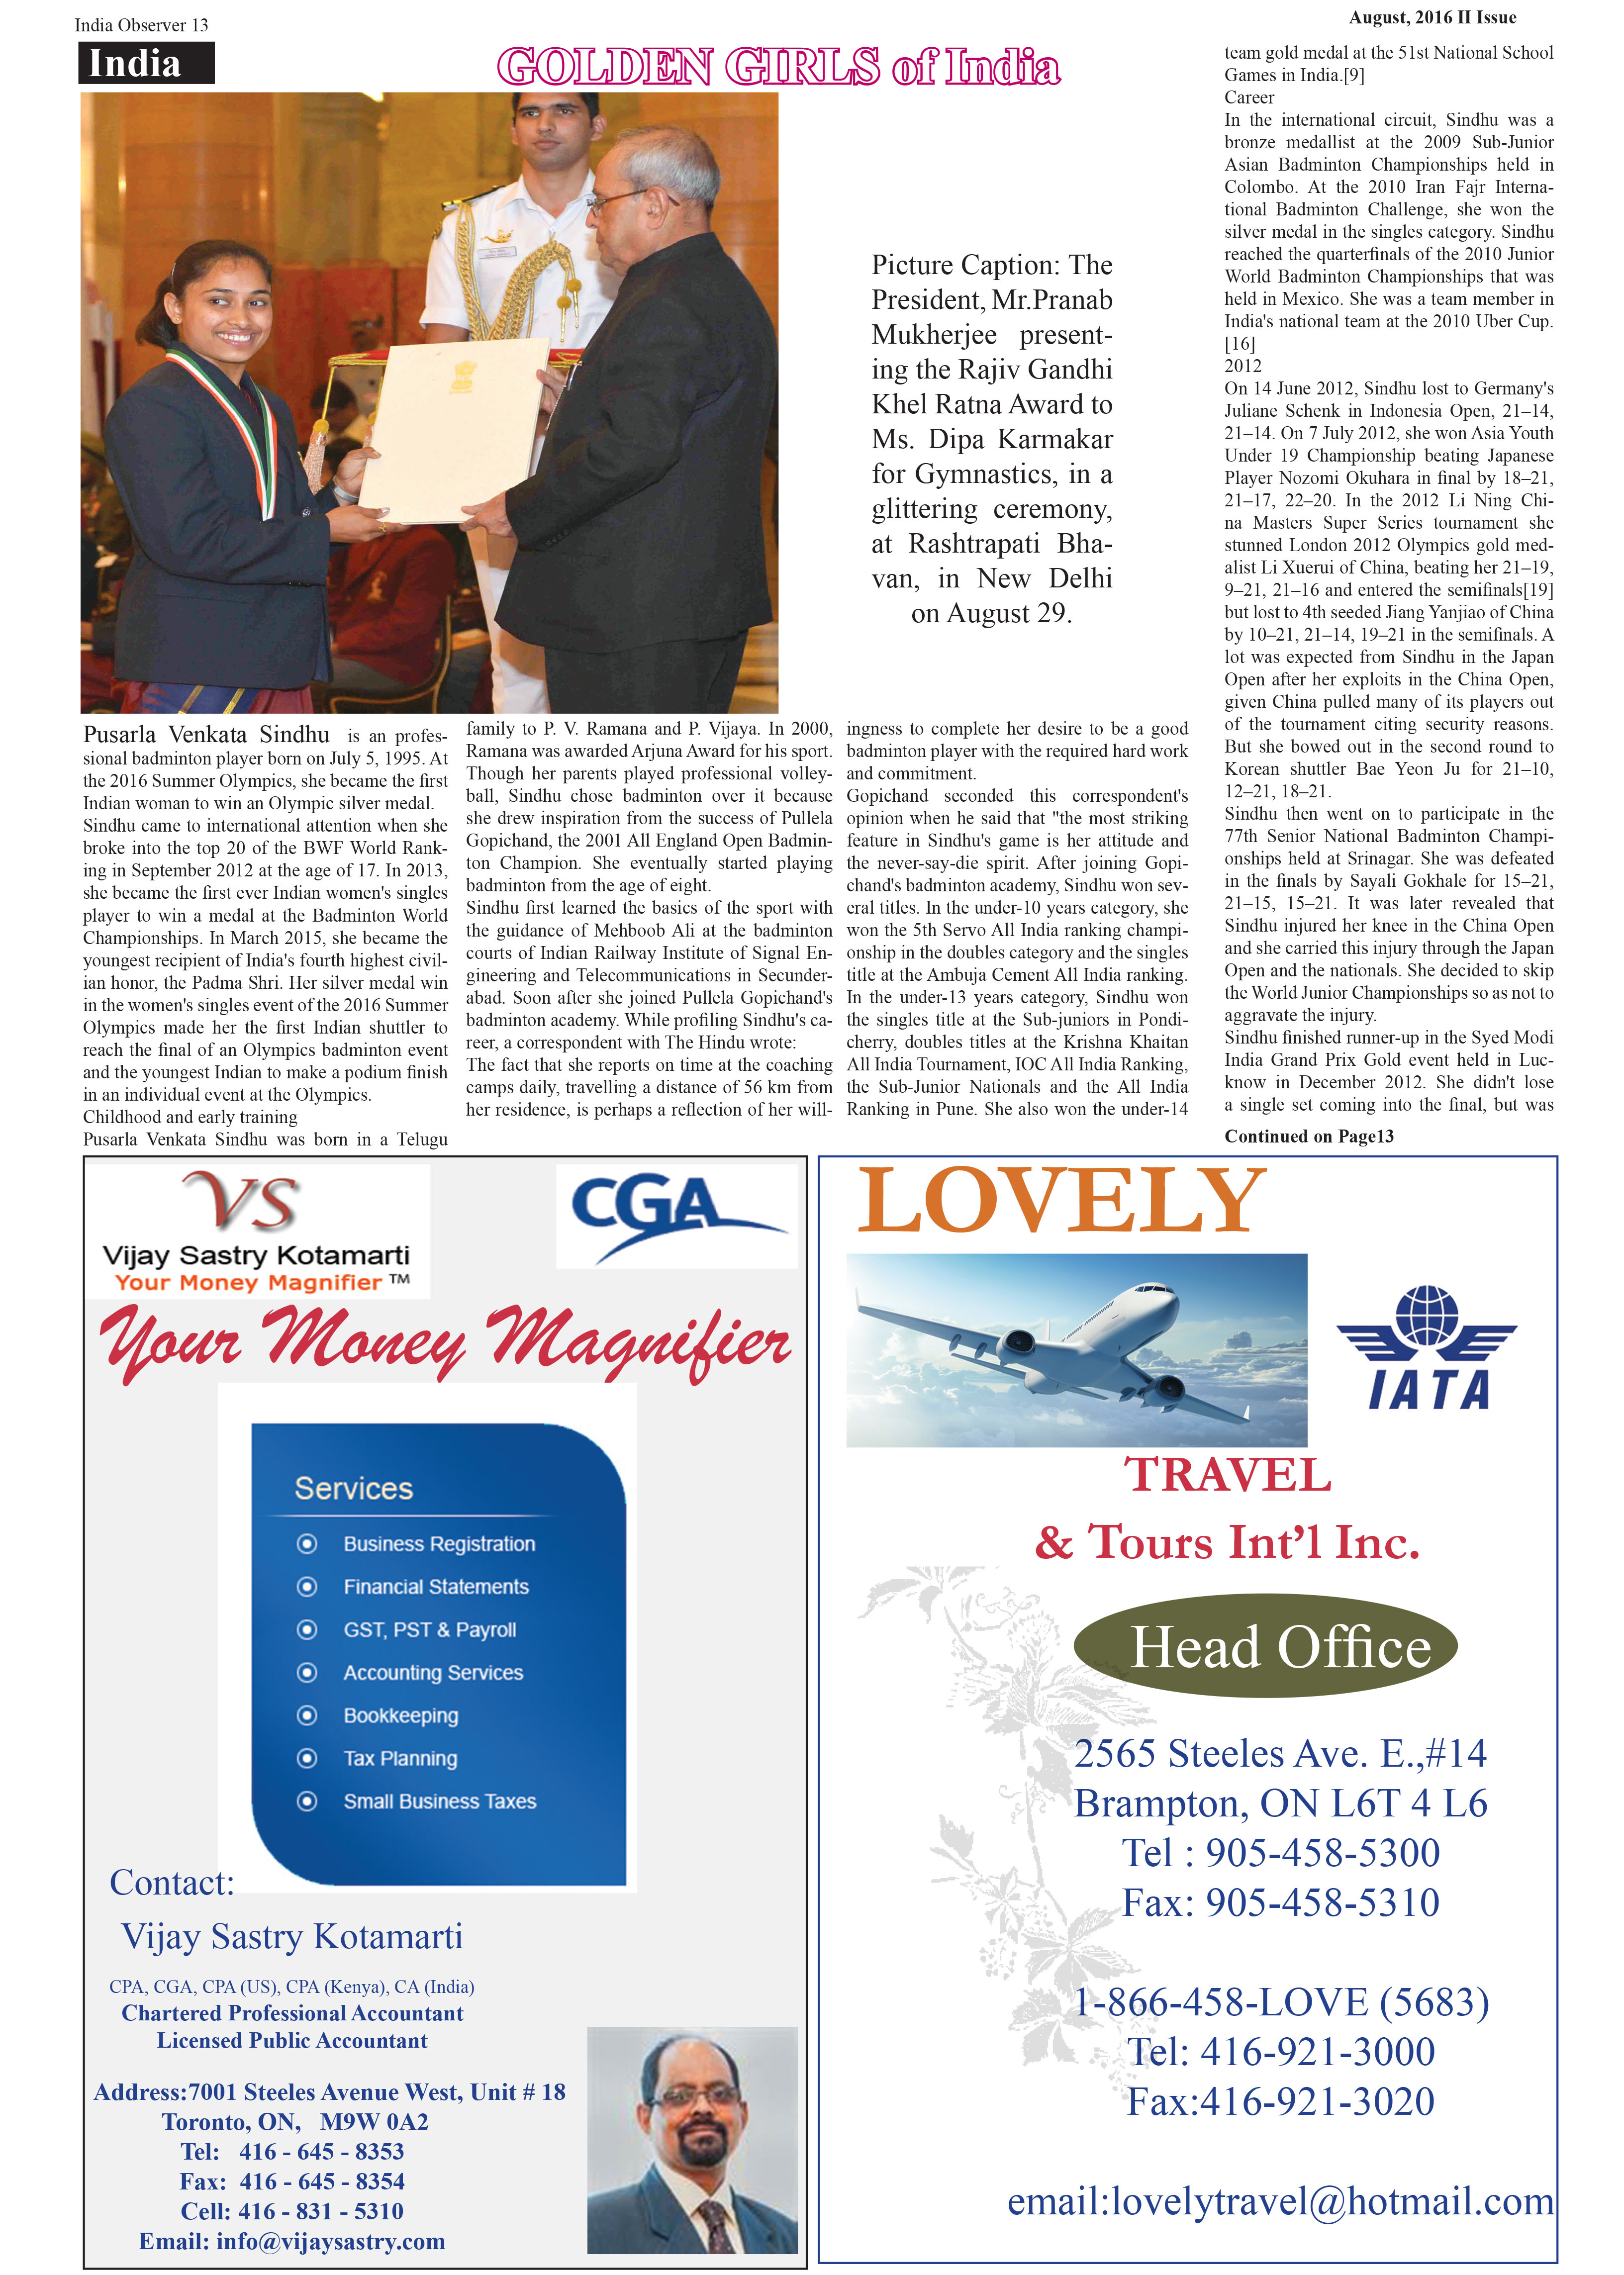 India Observer 13
August, 2016 II Issue
India
GOLDEN GIRLS of India
Picture Caption: The
President, Mr.Pranab
Mukherjee present-
ing the Rajiv Gandhi
Khel Ratna Award to
Ms. Dipa Karmakar
for Gymnastics, in a
glittering ceremony,
at Rashtrapati Bha-
van, in New Delhi
on August 29.
Pusarla Venkata Sindhu is an profes-
sional badminton player born on July 5, 1995. At
the 2016 Summer Olympics, she became the first
Indian woman to win an Olympic silver medal.
Sindhu came to international attention when she
broke into the top 20 of the BWF World Rank-
ing in September 2012 at the age of 17. In 2013,
she became the first ever Indian women's singles
player to win a medal at the Badminton World
Championships. In March 2015, she became the
youngest recipient of India's fourth highest civil-
ian honor, the Padma Shri. Her silver medal win
in the women's singles event of the 2016 Summer
Olympics made her the first Indian shuttler to
reach the final of an Olympics badminton event
and the youngest Indian to make a podium finish
in an individual event at the Olympics.
Childhood and early training
Pusarla Venkata Sindhu was born in a Telugu
family to P. V. Ramana and P. Vijaya. In 2000,
Ramana was awarded Arjuna Award for his sport.
Though her parents played professional volley-
ball, Sindhu chose badminton over it because
she drew inspiration from the success of Pullela
Gopichand, the 2001 All England Open Badmin-
ton Champion. She eventually started playing
badminton from the age of eight.
Sindhu first learned the basics of the sport with
the guidance of Mehboob Ali at the badminton
courts of Indian Railway Institute of Signal En-
gineering and Telecommunications in Secunder-
abad. Soon after she joined Pullela Gopichand's
badminton academy. While profiling Sindhu's ca-
reer, a correspondent with The Hindu wrote:
The fact that she reports on time at the coaching
camps daily, travelling a distance of 56 km from
her residence, is perhaps a reflection of her will-
ingness to complete her desire to be a good
badminton player with the required hard work
and commitment.
Gopichand seconded this correspondent's
opinion when he said that "the most striking
feature in Sindhu's game is her attitude and
the never-say-die spirit. After joining Gopi-
chand's badminton academy, Sindhu won sev-
eral titles. In the under-10 years category, she
won the 5th Servo All India ranking champi-
onship in the doubles category and the singles
title at the Ambuja Cement All India ranking.
In the under-13 years category, Sindhu won
the singles title at the Sub-juniors in Pondi-
cherry, doubles titles at the Krishna Khaitan
All India Tournament, IOC All India Ranking,
the Sub-Junior Nationals and the All India
Ranking in Pune. She also won the under-14
team gold medal at the 51st National School
Games in India.[9]
Career
In the international circuit, Sindhu was a
bronze medallist at the 2009 Sub-Junior
Asian Badminton Championships held in
Colombo. At the 2010 Iran Fajr Interna-
tional Badminton Challenge, she won the
silver medal in the singles category. Sindhu
reached the quarterfinals of the 2010 Junior
World Badminton Championships that was
held in Mexico. She was a team member in
India's national team at the 2010 Uber Cup.
[16]
2012
On 14 June 2012, Sindhu lost to Germany's
Juliane Schenk in Indonesia Open, 21–14,
21–14. On 7 July 2012, she won Asia Youth
Under 19 Championship beating Japanese
Player Nozomi Okuhara in final by 18–21,
21–17, 22–20. In the 2012 Li Ning Chi-
na Masters Super Series tournament she
stunned London 2012 Olympics gold med-
alist Li Xuerui of China, beating her 21–19,
9–21, 21–16 and entered the semifinals[19]
but lost to 4th seeded Jiang Yanjiao of China
by 10–21, 21–14, 19–21 in the semifinals. A
lot was expected from Sindhu in the Japan
Open after her exploits in the China Open,
given China pulled many of its players out
of the tournament citing security reasons.
But she bowed out in the second round to
Korean shuttler Bae Yeon Ju for 21–10,
12–21, 18–21.
Sindhu then went on to participate in the
77th Senior National Badminton Champi-
onships held at Srinagar. She was defeated
in the finals by Sayali Gokhale for 15–21,
21–15, 15–21. It was later revealed that
Sindhu injured her knee in the China Open
and she carried this injury through the Japan
Open and the nationals. She decided to skip
the World Junior Championships so as not to
aggravate the injury.
Sindhu finished runner-up in the Syed Modi
India Grand Prix Gold event held in Luc-
know in December 2012. She didn't lose
a single set coming into the final, but was
Continued on Page13
VS
Vijay Sastry Kotamarti
Your Money Magnifier ™
CGA
Your Money Magnifier
Services
Business Registration
Financial Statements
GST, PST & Payroll
Accounting Services
Bookkeeping
Tax Planning
Small Business Taxes
Contact:
Vijay Sastry Kotamarti
CPA, CGA, CPA (US), CPA (Kenya), CA (India)
Chartered Professional Accountant
Licensed Public Accountant
Address:7001 Steeles Avenue West, Unit # 18
Toronto, ON, M9W 0A2
Tel: 416 - 645 - 8353
Fax: 416 - 645 - 8354
Cell: 416 - 831 - 5310
Email: info@vijaysastry.com
LOVELY
IATA
TRAVEL
& Tours Int’l Inc.
Head Office
2565 Steeles Ave. E.,#14
Brampton, ON L6T 4 L6
Tel : 905-458-5300
Fax: 905-458-5310
1-866-458-LOVE (5683)
Tel: 416-921-3000
Fax:416-921-3020
email:lovelytravel@hotmail.com